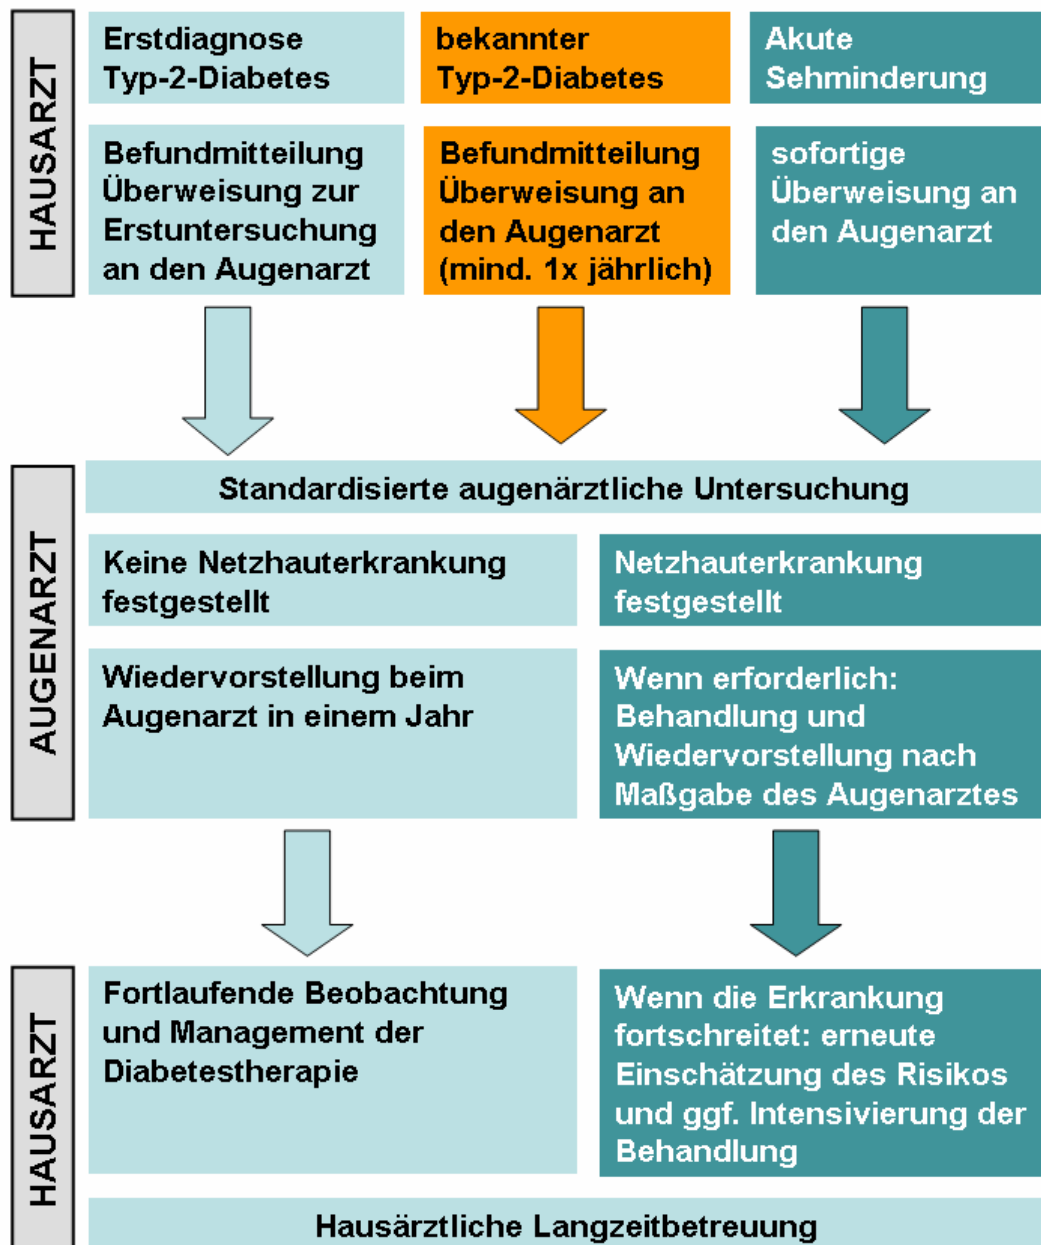 HAUSARZT
Erstdiagnose
Typ-2-Diabetes
bekannter
Typ-2-Diabetes
Akute
Sehminderung
Befundmitteilung
Überweisung zur
Erstuntersuchung
an den Augenarzt
Befundmitteilung
Überweisung an
den Augenarzt
(mind. 1x jährlich)
sofortige
Überweisung an
den Augenarzt
AUGENARZT
Standardisierte augenärztliche Untersuchung
Keine Netzhauterkrankung
festgestellt
Netzhauterkrankung
festgestellt
Wiedervorstellung beim
Augenarzt in einem Jahr
Wenn erforderlich:
Behandlung und
Wiedervorstellung nach
Maßgabe des Augenarztes
HAUSARZT
Fortlaufende Beobachtung
und Management der
Diabetestherapie
Wenn die Erkrankung
fortschreitet: erneute
Einschätzung des Risikos
und ggf. Intensivierung der
Behandlung
Hausärztliche Langzeitbetreuung